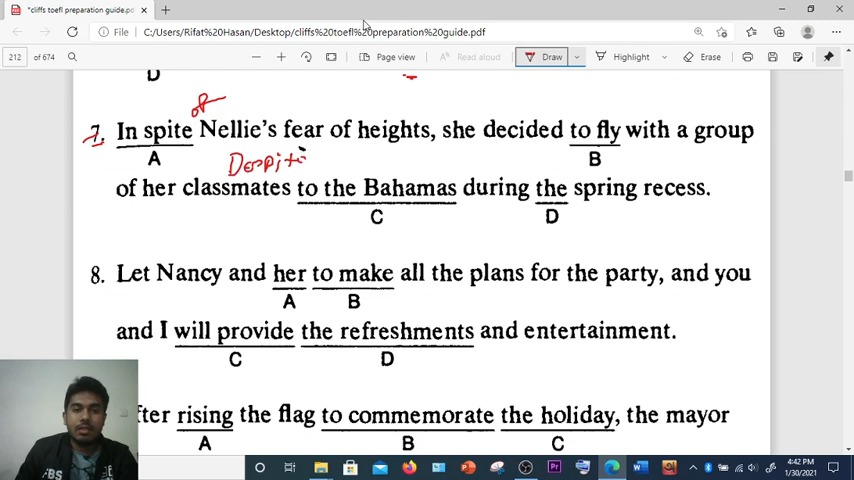 *cliffs toefl preparation guide.pd
File
C:/Users/Rifat%20Hasan/Desktop/cliffs%20toefl%20preparation%20guide.pdf
212 of 674
Page view
Read aloud
Draw
Highlight
Erase
D
of
7. In spite Nellie's fear of heights, she decided to fly with a group
A
Despite
B
of her classmates to the Bahamas during the spring recess.
C
D
8. Let Nancy and her to make all the plans for the party, and you
A
B
and I will provide the refreshments and entertainment.
C
D
fter rising the flag to commemorate the holiday, the mayor
A
B
C
4:42 PM
1/30/2021